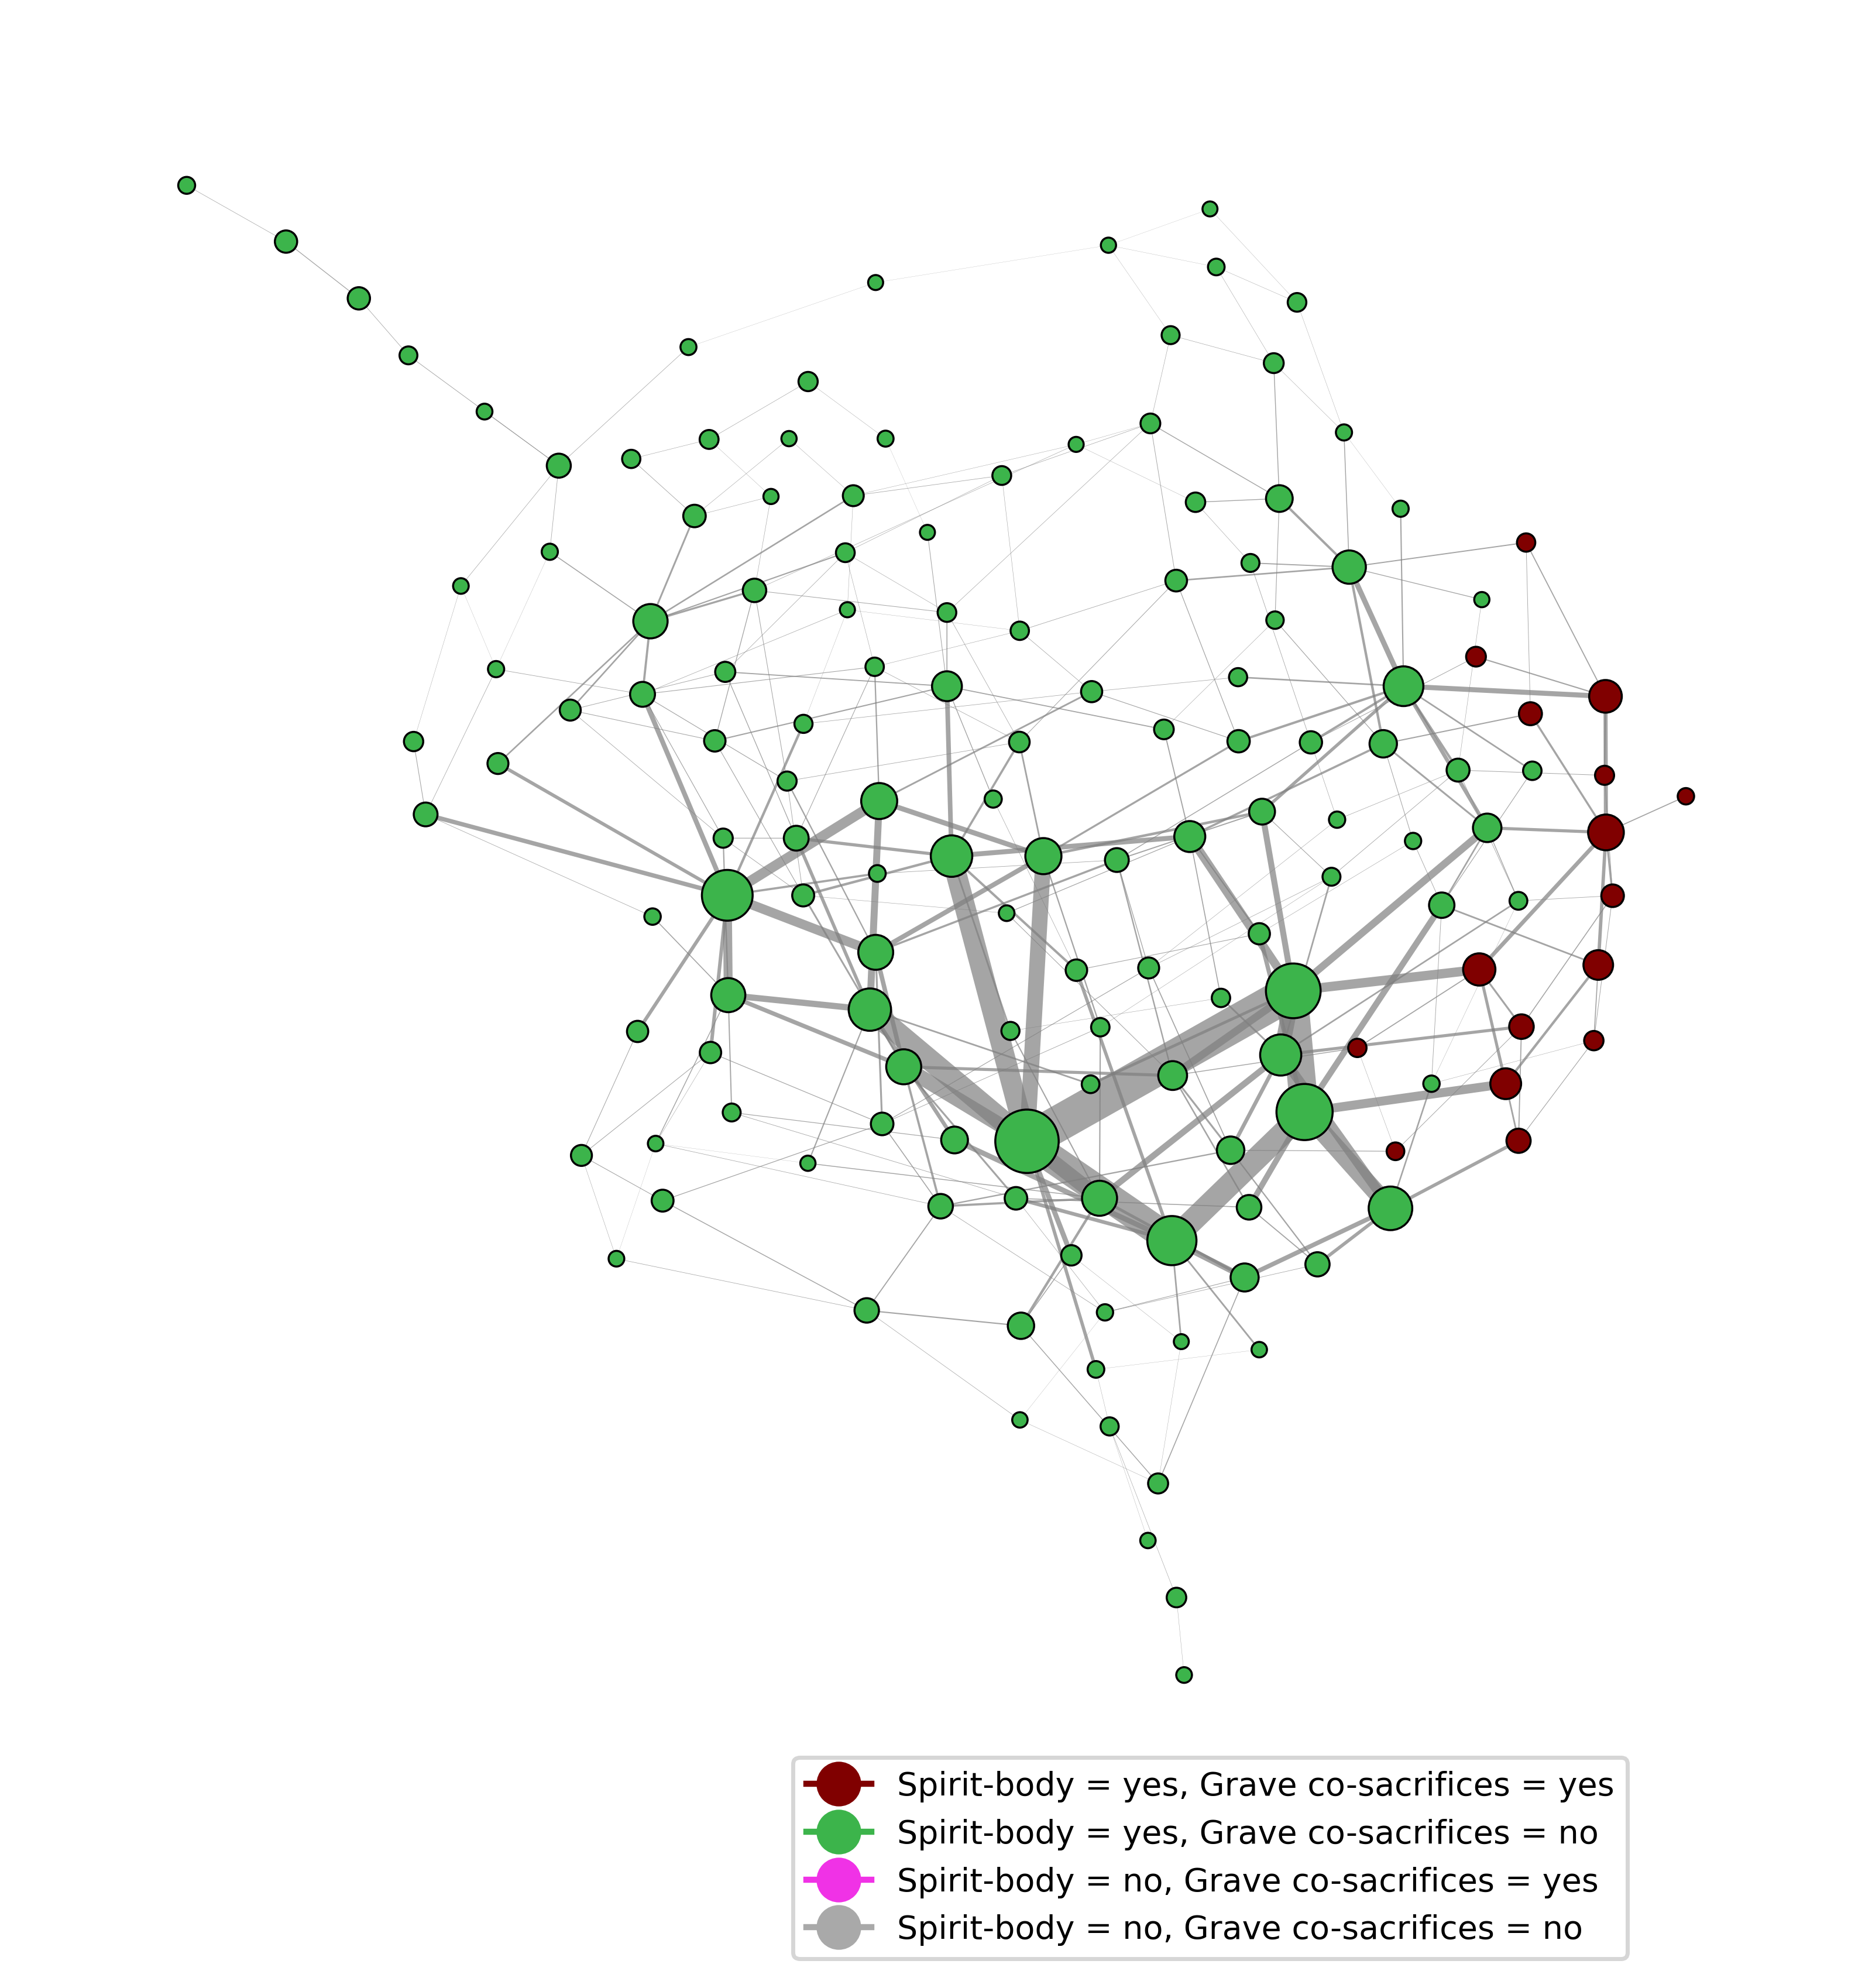 Spirit-body = yes, Grave co-sacrifices = yes
Spirit-body = yes, Grave co-sacrifices = no
Spirit-body = no, Grave co-sacrifices = yes
Spirit-body = no, Grave co-sacrifices = no